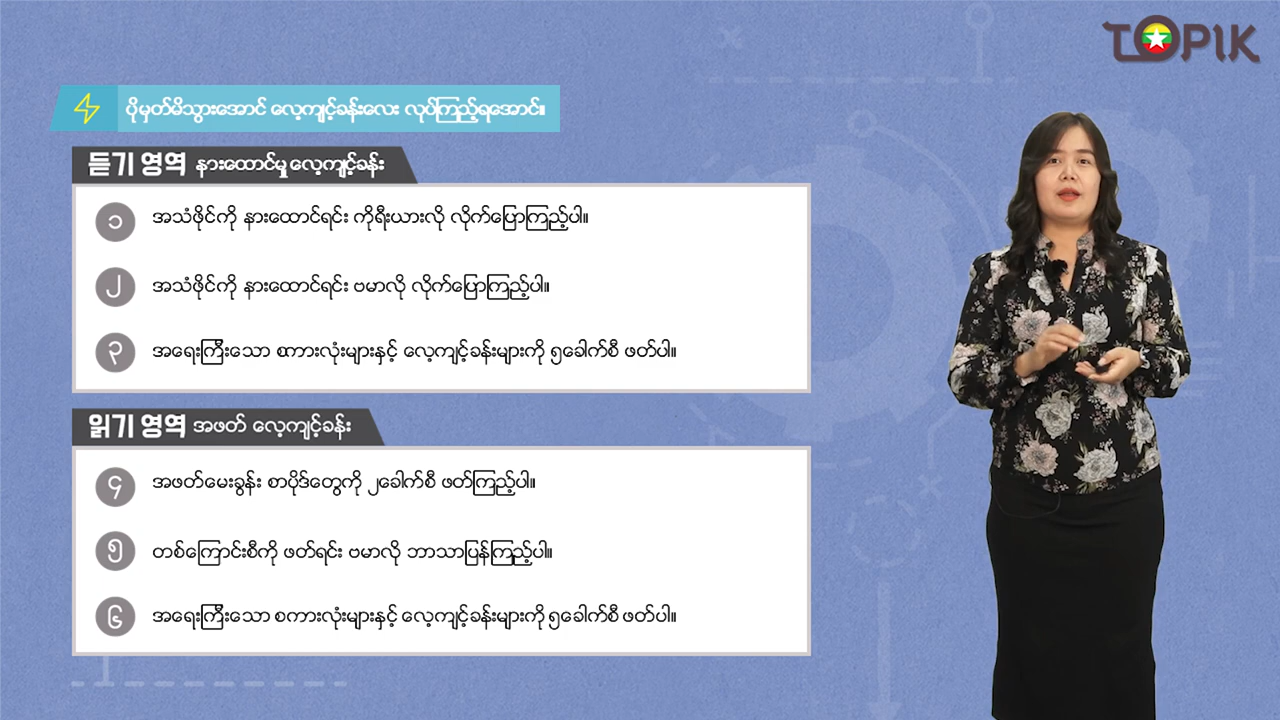 TOPIK
ပိုမှတ်မိသွားအောင် လေ့ကျင့်ခန်းလေး လုပ်ကြည့်ရအောင်။
듣기 영역 နားထောင်မှု လေ့ကျင့်ခန်း
၁ အသံဖိုင်ကို နားထောင်ရင်း ကိုရီးယားလို လိုက်ပြောကြည့်ပါ။
၂ အသံဖိုင်ကို နားထောင်ရင်း ဗမာလို လိုက်ပြောကြည့်ပါ။
၃ အရေးကြီးသော စကားလုံးများနှင့် လေ့ကျင့်ခန်းများကို ၅ခေါက်စီ ဖတ်ပါ။
읽기 영역 အဖတ် လေ့ကျင့်ခန်း
၄ အဖတ်မေးခွန်း စာပိုဒ်တွေကို ၂ခေါက်စီ ဖတ်ကြည့်ပါ။
၅ တစ်ကြောင်းစီကို ဖတ်ရင်း ဗမာလို ဘာသာပြန်ကြည့်ပါ။
၆ အရေးကြီးသော စကားလုံးများနှင့် လေ့ကျင့်ခန်းများကို ၅ခေါက်စီ ဖတ်ပါ။